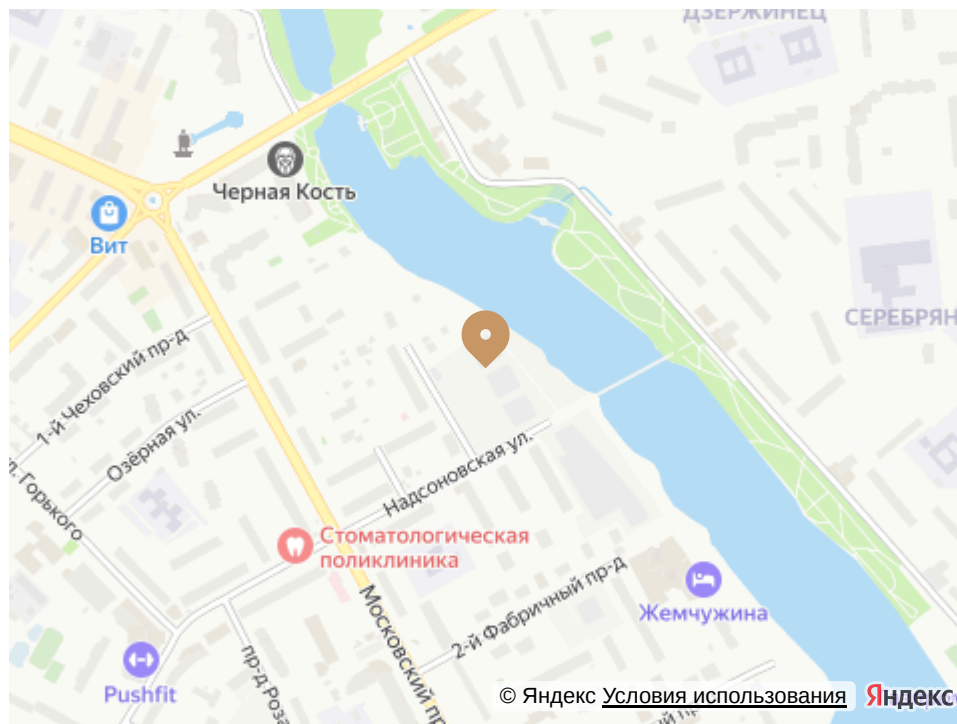 ДЗЕРЖИНЕЦ
Черная Кость
Вит
СЕРЕБРЯН
1-й Чеховский пр-д
Озёрная ул.
Надсоновская ул.
Горького
Стоматологическая
поликлиника
2-й Фабричный пр-д
Жемчужина
Московский пр
Pushfit
пр-д Роза
© Яндекс Условия использования
Яндекс